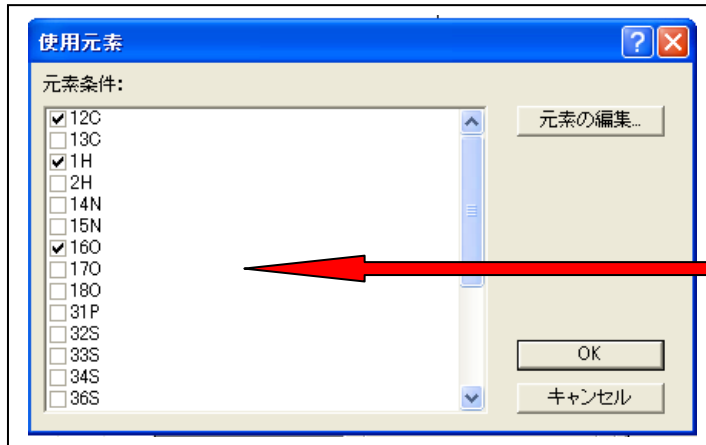 使用元素
元素条件:
12C
元素の編集...
13C
1H
2H
14N
15N
16O
17O
18O
31P
32S
33S
34S
36S
OK
キャンセル